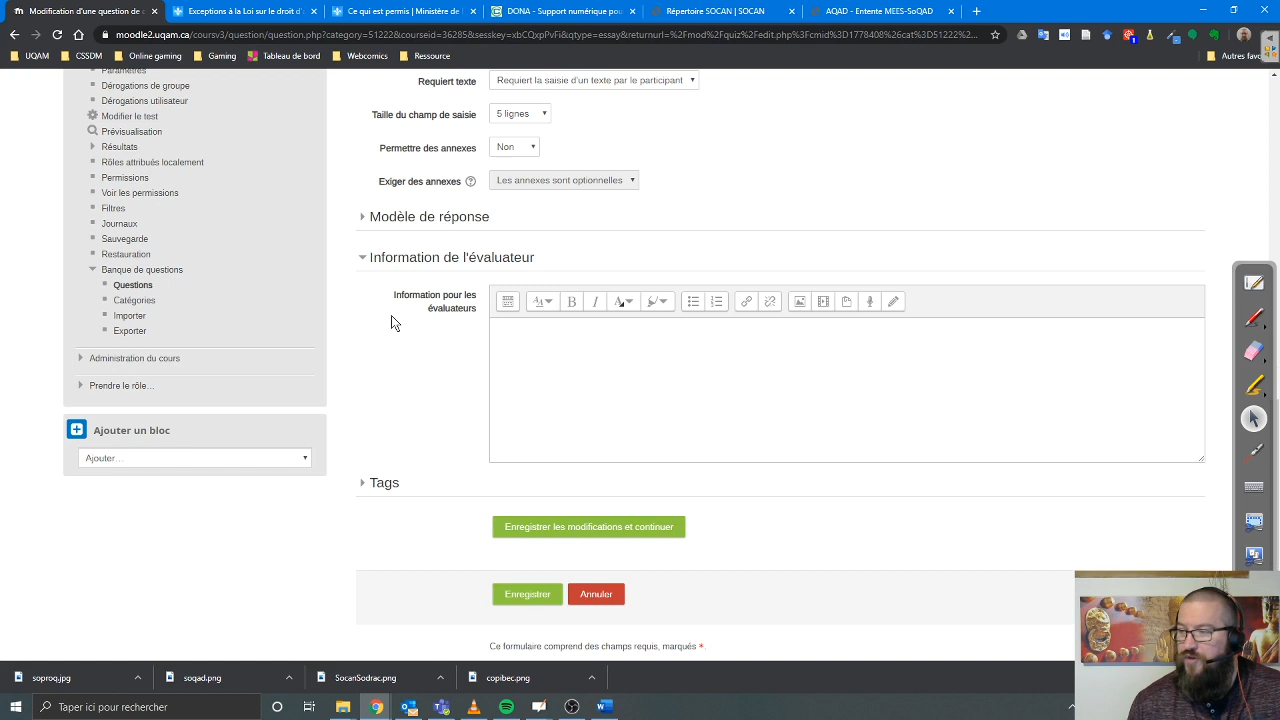 Modification d'une question de c
Exceptions à la Loi sur le droit d'
Ce qui est permis | Ministère de l
DONA - Support numérique pour
Répertoire SOCAN | SOCAN
AQAD - Entente MEES-SoQAD
moodle2.uqam.ca/coursv3/question/question.php?category=51222&courseid=36285&sesskey=xbCQxpPvFi&qtype=essay&returnurl=%2Fmod%2Fquiz%2Fedit.php%3Fcmid%3D1778408%26cat%3D51222%...
UQAM
CSSDM
Online gaming
Gaming
Tableau de bord
Webcomics
Ressource
Autres favo
Paramètres
Dérogations de groupe
Dérogations utilisateur
Modifier le test
Prévisualisation
Résultats
Rôles attribués localement
Permissions
Voir les permissions
Filtres
Journaux
Sauvegarde
Restauration
Banque de questions
Questions
Catégories
Importer
Exporter
Administration du cours
Prendre le rôle…
Ajouter un bloc
Ajouter…
Requiert texte
Requiert la saisie d'un texte par le participant
Taille du champ de saisie
5 lignes
Permettre des annexes
Non
Exiger des annexes
Les annexes sont optionnelles
Modèle de réponse
Information de l'évaluateur
Information pour les
évaluateurs
Tags
Enregistrer les modifications et continuer
Enregistrer
Annuler
Ce formulaire comprend des champs requis, marqués *.
soroq.jpg
soqad.png
SocanSodrac.png
copibec.png
Taper ici pour rechercher